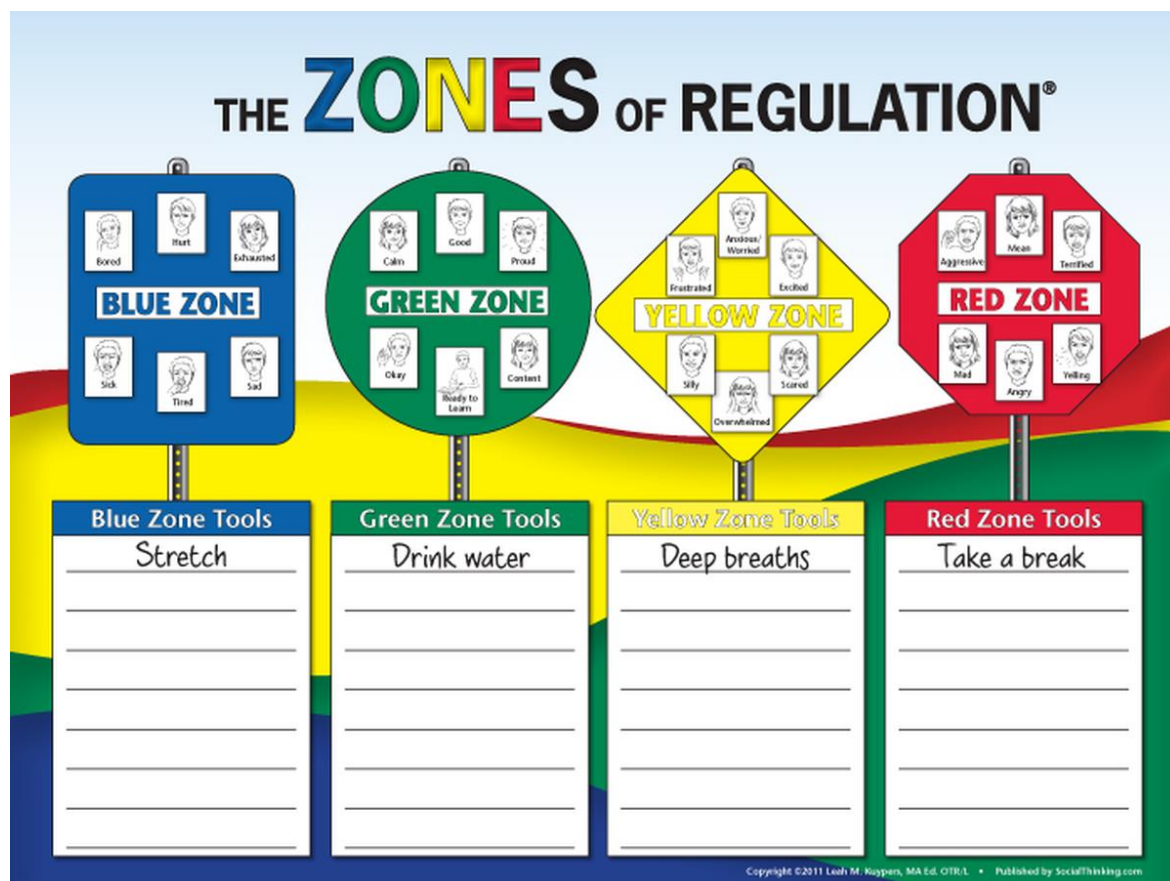 THE ZONES OF REGULATION®
Hurt
Bored
Exhausted
BLUE ZONE
Sick
Tired
Sad
Good
Calm
Proud
GREEN ZONE
Okay
Ready to
Learn
Content
Anxious/
Worried
Frustrated
Excited
YELLOW ZONE
Silly
Scared
Overwhelmed
Mean
Aggressive
Terrified
RED ZONE
Mad
Angry
Yelling
Blue Zone Tools
Stretch
Green Zone Tools
Drink water
Yellow Zone Tools
Deep breaths
Red Zone Tools
Take a break
Copyright ©2011 Leah M. Kuypers, MA Ed. OTR/L • Published by SocialThinking.com